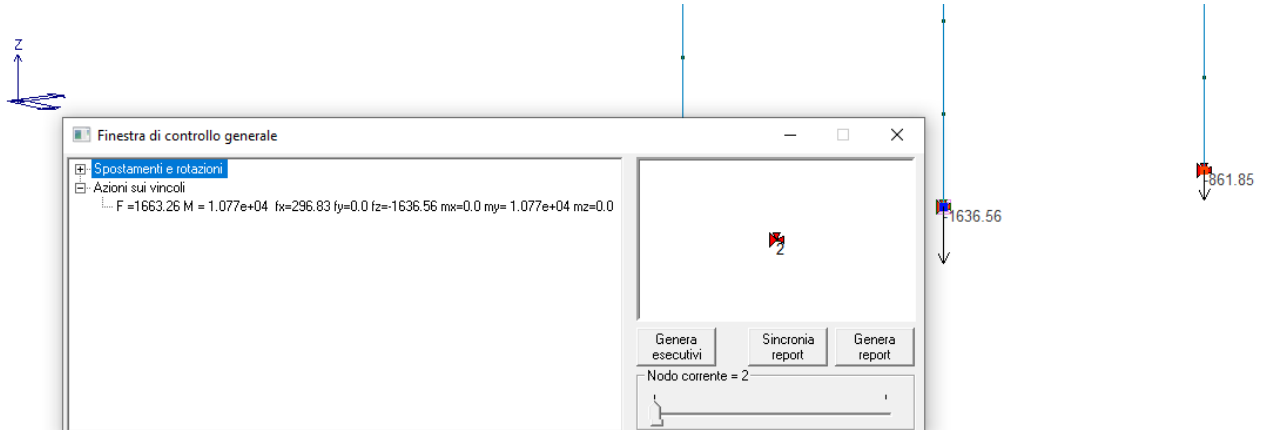 Z
Finestra di controllo generale
Spostamenti e rotazioni
Azioni sui vincoli
F =1663.26 M = 1.077e+04 fx=296.83 fy=0.0 fz=-1636.56 mx=0.0 my= 1.077e+04 mz=0.0
2
Genera esecutivi
Sincronia report
Genera report
Nodo corrente = 2
-861.85
-1636.56